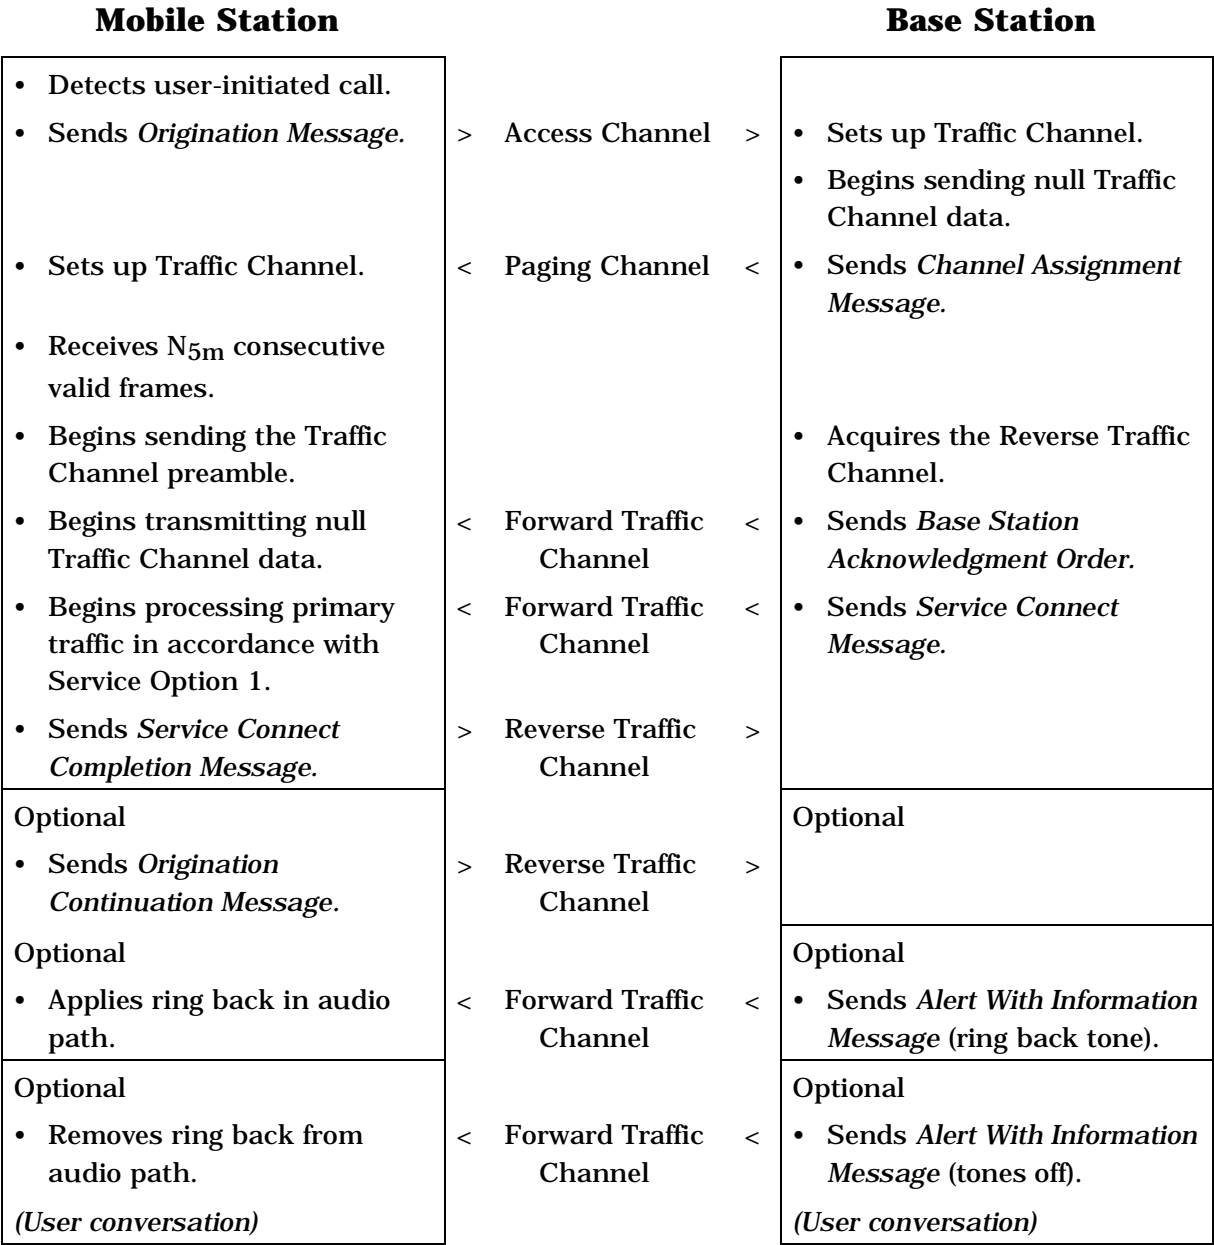 Mobile Station Base Station
• Detects user-initiated call.
• Sends Origination Message. > Access Channel > • Sets up Traffic Channel.
• Begins sending null Traffic
Channel data.
• Sets up Traffic Channel. < Paging Channel < • Sends Channel Assignment
Message.
• Receives N5m consecutive
valid frames.
• Begins sending the Traffic • Acquires the Reverse Traffic
Channel preamble. Channel.
• Begins transmitting null < Forward Traffic < • Sends Base Station
Traffic Channel data. Channel Acknowledgment Order.
• Begins processing primary < Forward Traffic < • Sends Service Connect
traffic in accordance with Channel Message.
Service Option 1.
• Sends Service Connect > Reverse Traffic >
Completion Message. Channel
Optional Optional
• Sends Origination > Reverse Traffic >
Continuation Message. Channel
Optional Optional
• Applies ring back in audio < Forward Traffic < • Sends Alert With Information
path. Channel Message (ring back tone).
Optional Optional
• Removes ring back from < Forward Traffic < • Sends Alert With Information
audio path. Channel Message (tones off).
(User conversation) (User conversation)